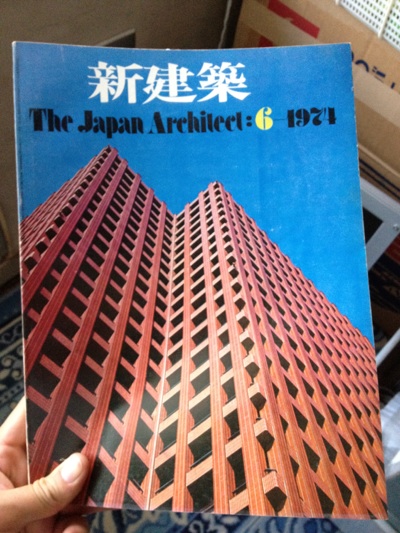 新建築
The Japan Architect:6-1974